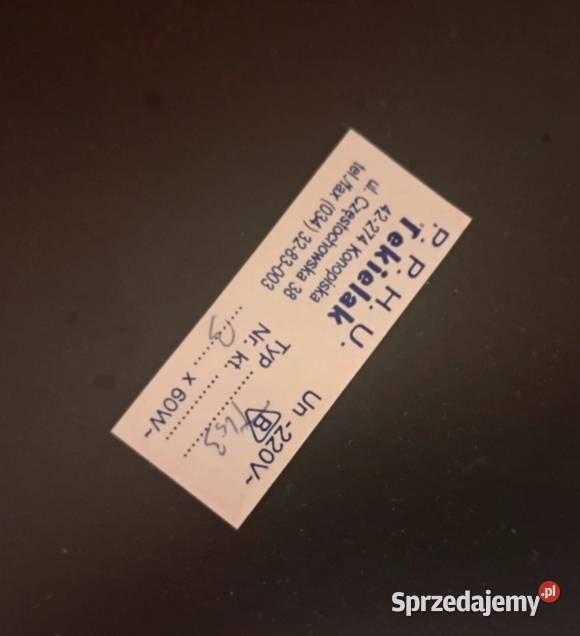 P. P. H. U.
Tekielak
42-274 Konopiska
ul. Częstochowska 38
tel./fax (034) 32-83-003
Un ~220V~
B
Typ ..........
Nr. kt. ..........
3 x 60W~
Sprzedajemy.pl